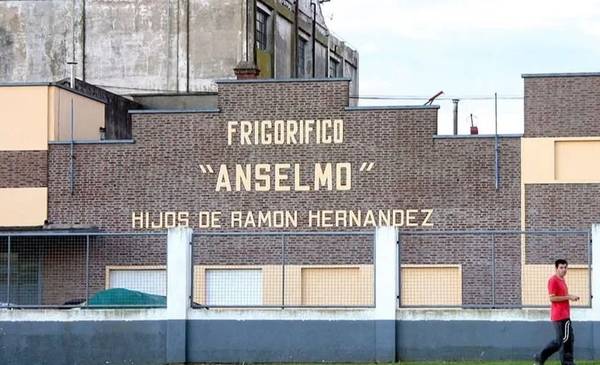 FRIGORIFICO
"ANSELMO"
HIJOS DE RAMON HERNANDEZ